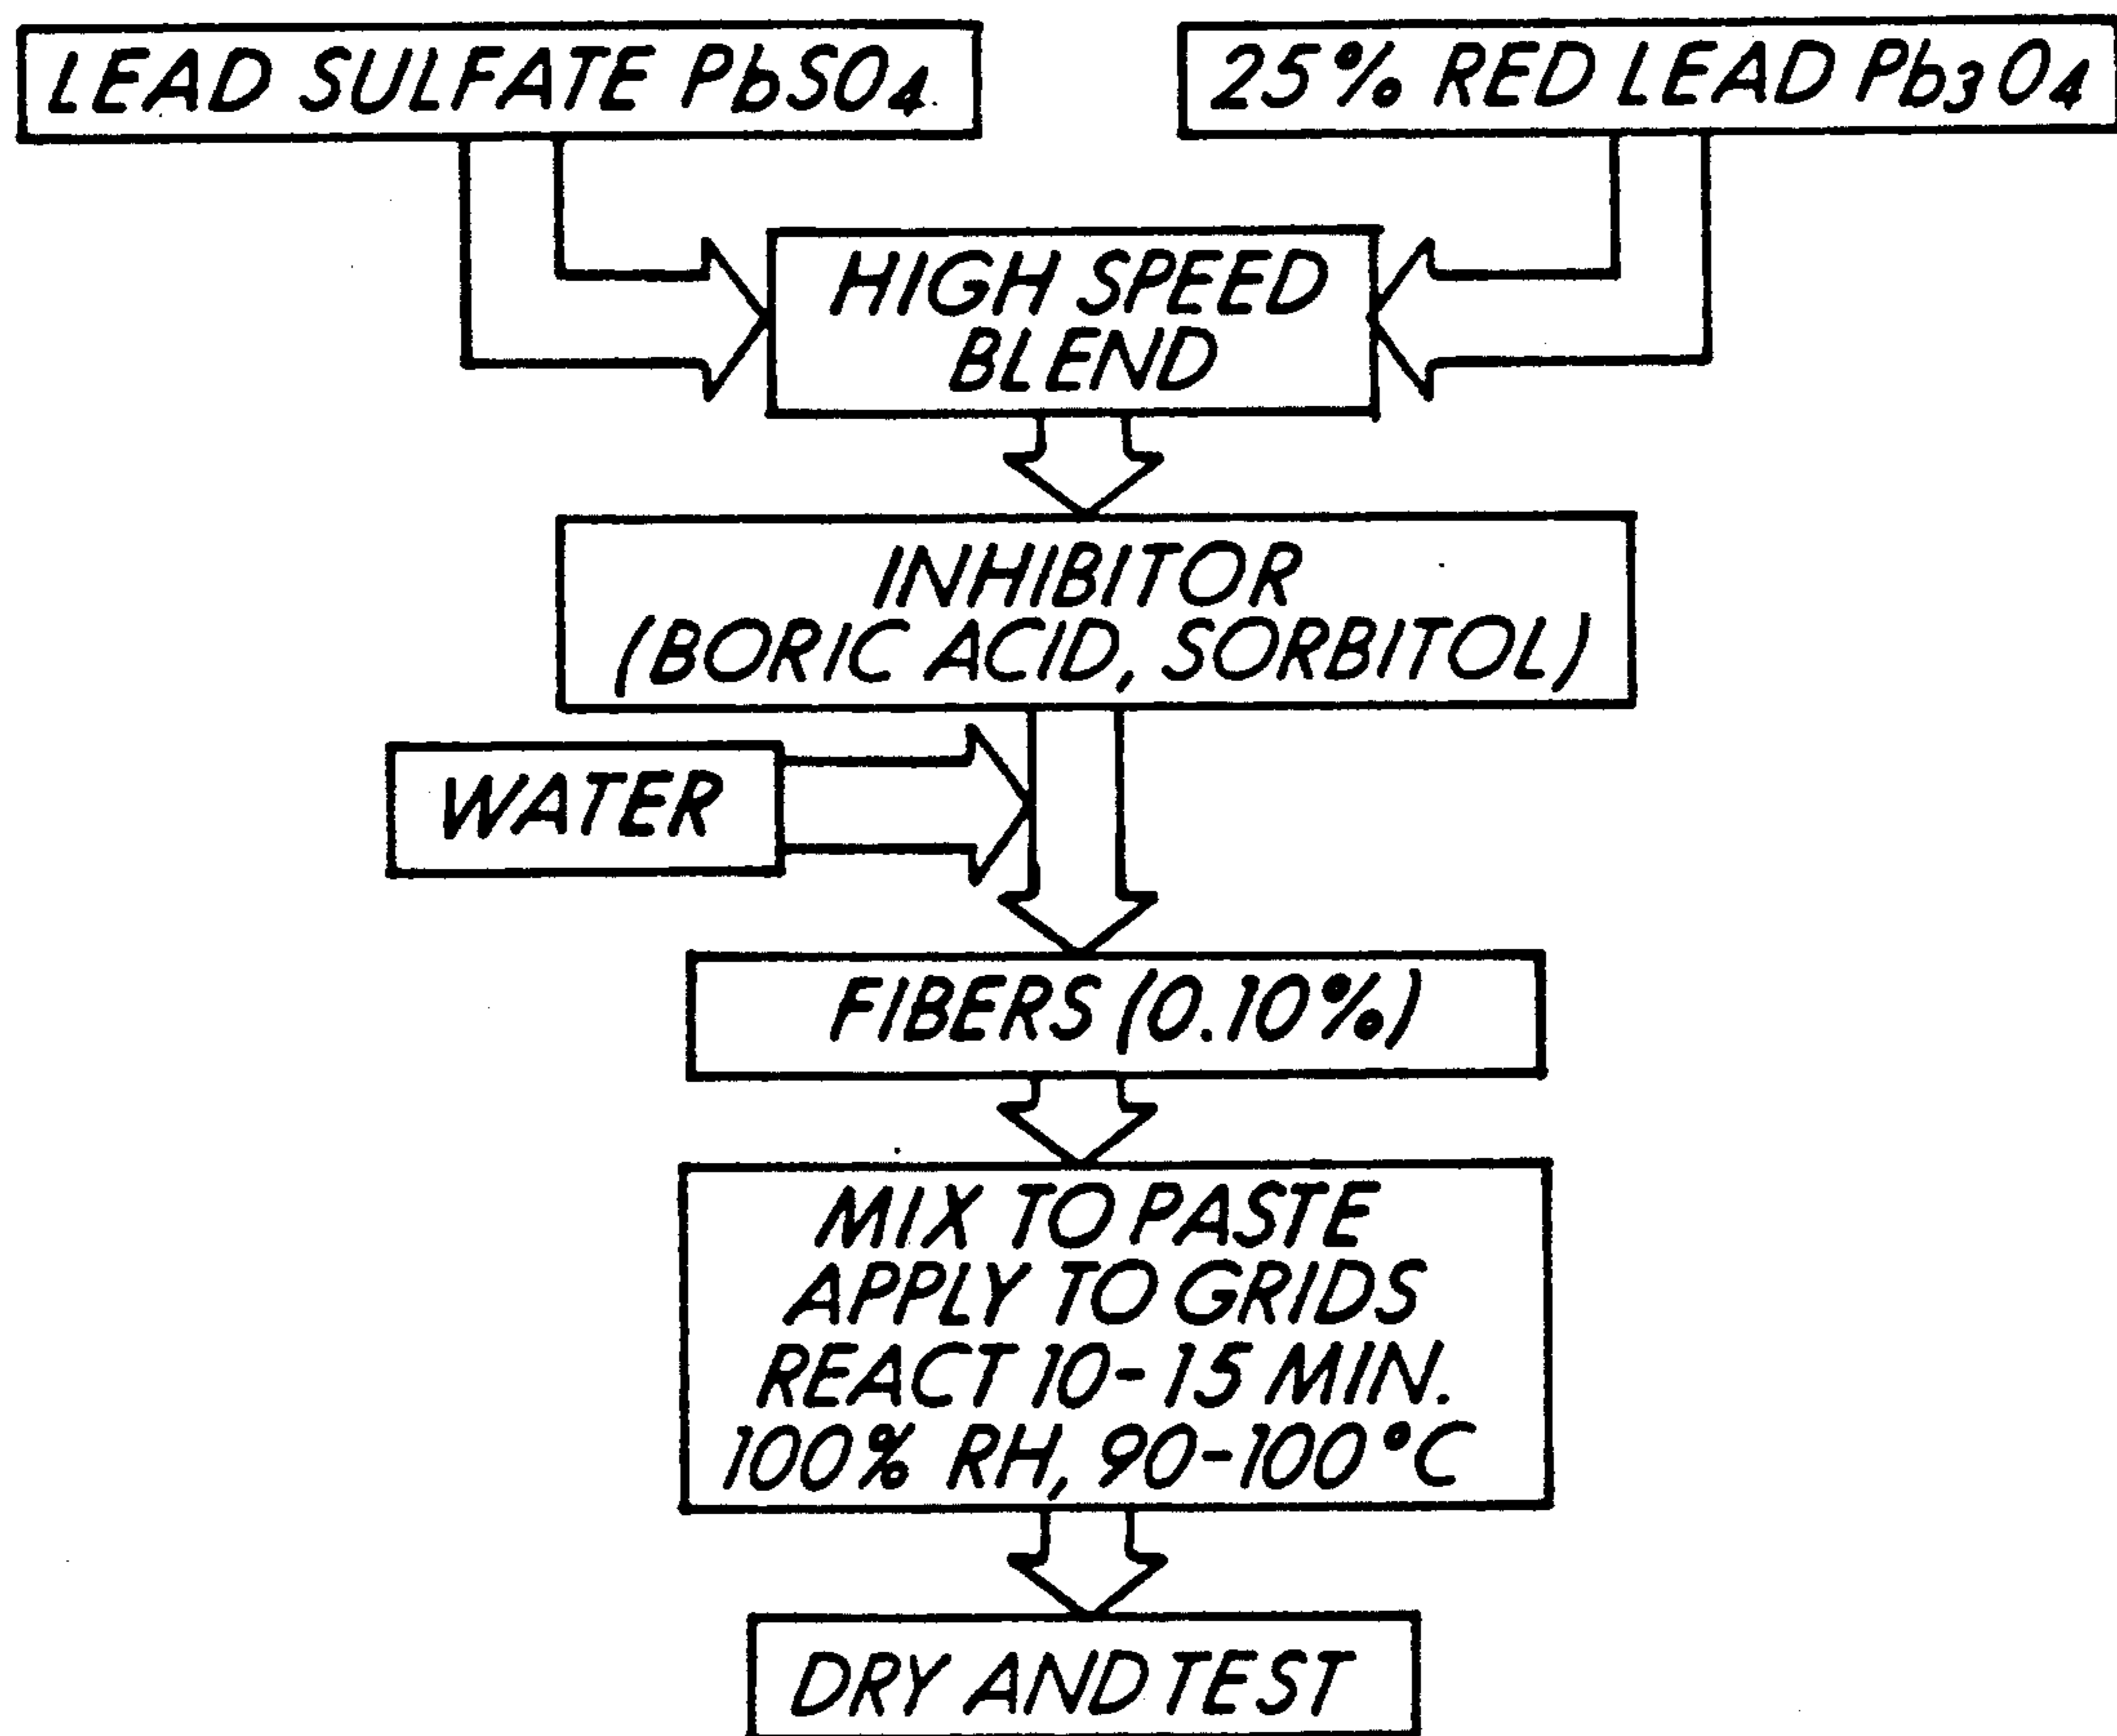 LEAD SULFATE PbSO4
25% RED LEAD Pb3O4
HIGH SPEED
BLEND
INHIBITOR
(BORIC ACID, SORBITOL)
WATER
FIBERS (0.10%)
MIX TO PASTE
APPLY TO GRIDS
REACT 10-15 MIN.
100% RH, 90-100°C
DRY AND TEST